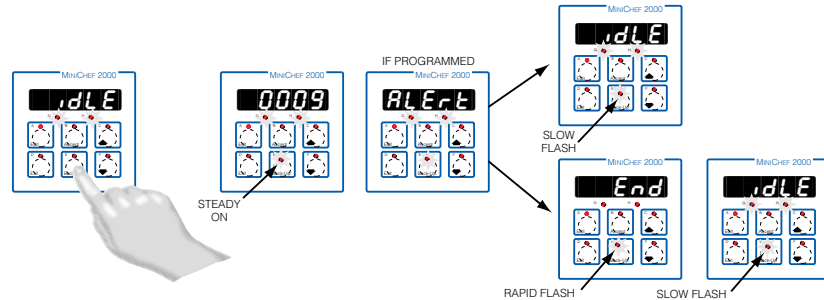 MINICHEF 2000
idLE
MINICHEF 2000
0009
STEADY
ON
IF PROGRAMMED
MINICHEF 2000
ALErt
MINICHEF 2000
idLE
SLOW
FLASH
MINICHEF 2000
End
RAPID FLASH
MINICHEF 2000
idLE
SLOW FLASH